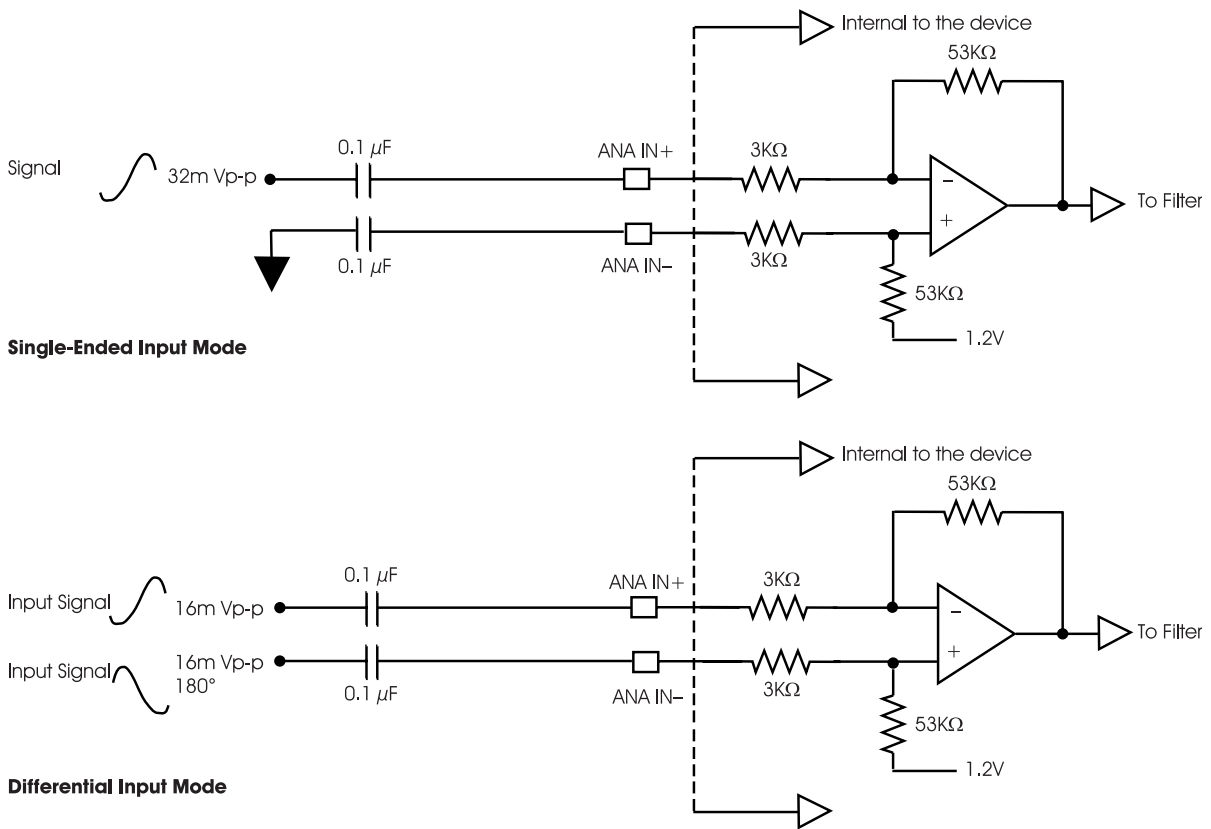 Internal to the device
53KΩ
Signal
32m Vp-p
0.1 µF
ANA IN+
3KΩ
−
+
To Filter
0.1 µF
ANA IN−
3KΩ
53KΩ
1.2V
Single-Ended Input Mode
Internal to the device
53KΩ
Input Signal
16m Vp-p
0.1 µF
ANA IN+
3KΩ
−
+
To Filter
Input Signal
16m Vp-p
180°
0.1 µF
ANA IN−
3KΩ
53KΩ
1.2V
Differential Input Mode